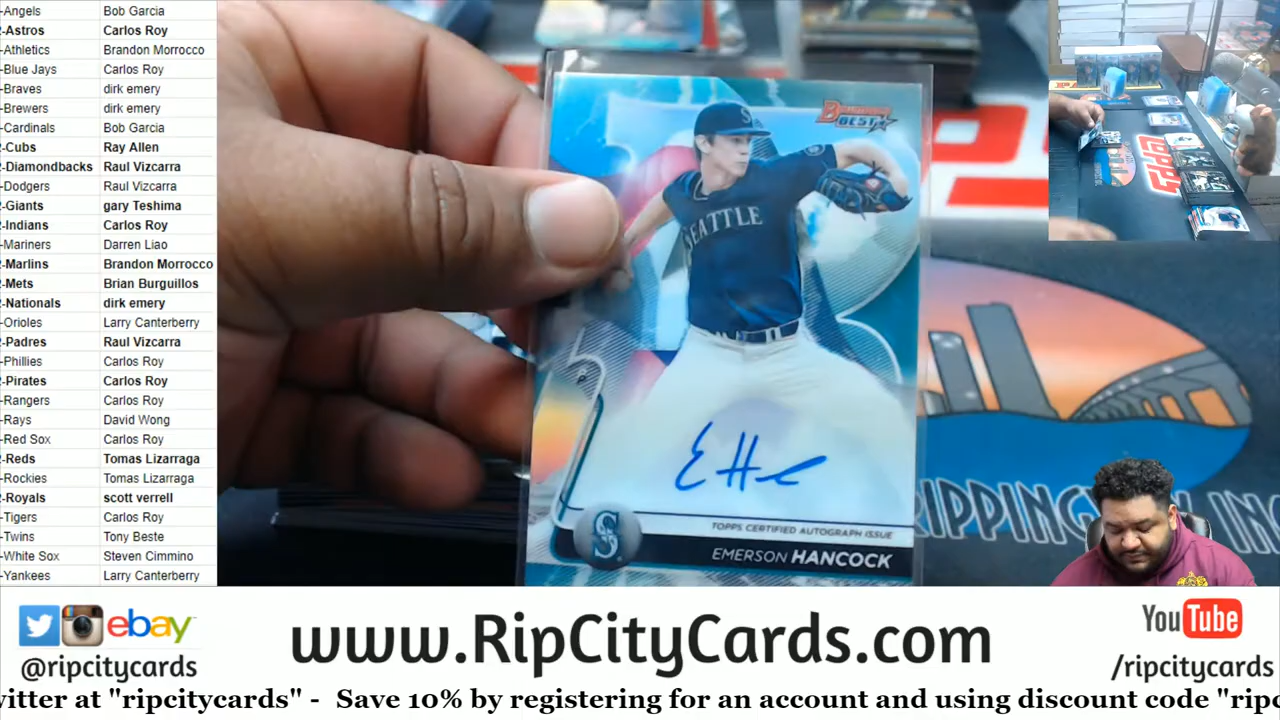 -Angels Bob Garcia
-Astros Carlos Roy
-Athletics Brandon Morrocco
-Blue Jays Carlos Roy
-Braves dirk emery
-Brewers dirk emery
-Cardinals Bob Garcia
-Cubs Ray Allen
-Diamondbacks Raul Vizcarra
-Dodgers Raul Vizcarra
-Giants gary Teshima
-Indians Carlos Roy
-Mariners Darren Liao
-Marlins Brandon Morrocco
-Mets Brian Burguillos
-Nationals dirk emery
-Orioles Larry Canterberry
-Padres Raul Vizcarra
-Phillies Carlos Roy
-Pirates Carlos Roy
-Rangers Carlos Roy
-Rays David Wong
-Red Sox Carlos Roy
-Reds Tomas Lizarraga
-Rockies Tomas Lizarraga
-Royals scott verrell
-Tigers Carlos Roy
-Twins Tony Beste
-White Sox Steven Cimmino
-Yankees Larry Canterberry
BEST
SEATTLE
TOPPS CERTIFIED AUTOGRAPH ISSUE
EMERSON HANCOCK
S
RIPPING
IN
ebay
@ripcitycards
www.RipCityCards.com
YouTube
/ripcitycards
witter at "ripcitycards" - Save 10% by registering for an account and using discount code "ripc